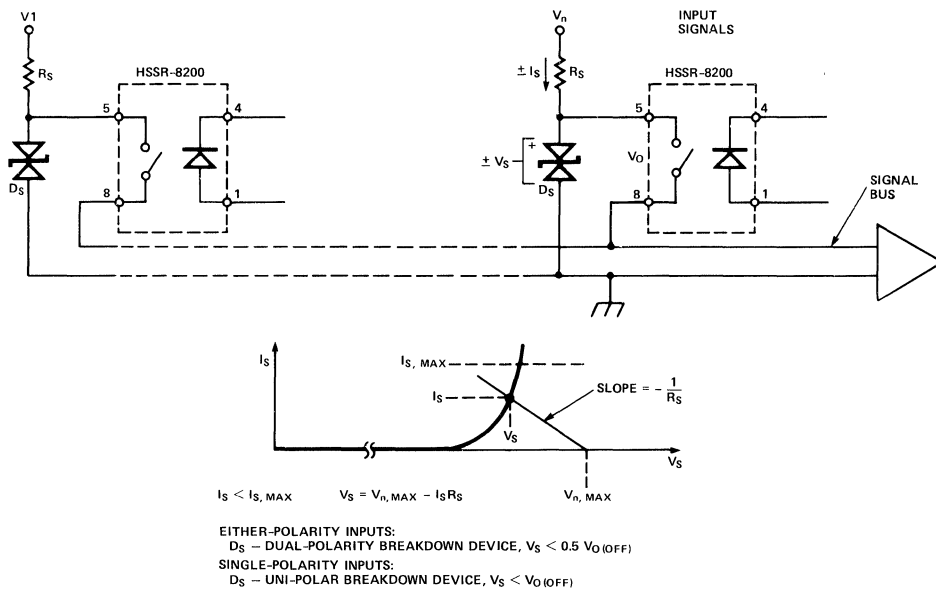 V1
Vn
INPUT
SIGNALS
RS
HSSR-8200
± IS
RS
HSSR-8200
5
4
5
4
+
± VS
VO
DS
8
1
DS
8
1
SIGNAL
BUS
IS
IS, MAX
IS
SLOPE = – 1/RS
VS
VS
Vn, MAX
IS < IS, MAX VS = Vn, MAX – ISRS
EITHER-POLARITY INPUTS:
DS – DUAL-POLARITY BREAKDOWN DEVICE, VS < 0.5 VO(OFF)
SINGLE-POLARITY INPUTS:
DS – UNI-POLAR BREAKDOWN DEVICE, VS < VO(OFF)